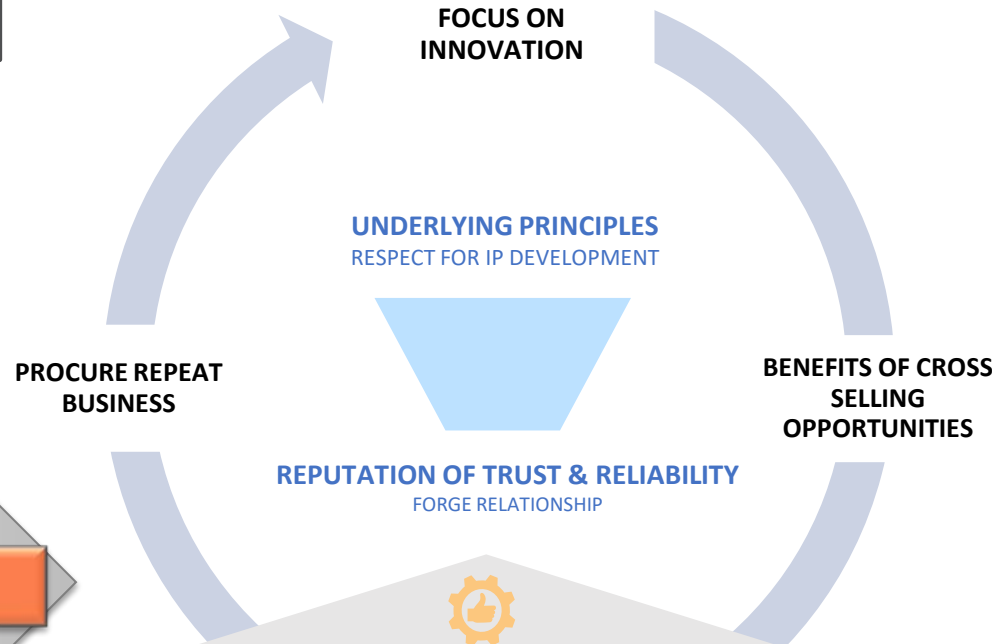 FOCUS ON
INNOVATION
UNDERLYING PRINCIPLES
RESPECT FOR IP DEVELOPMENT
PROCURE REPEAT
BUSINESS
BENEFITS OF CROSS
SELLING
OPPORTUNITIES
REPUTATION OF TRUST & RELIABILITY
FORGE RELATIONSHIP